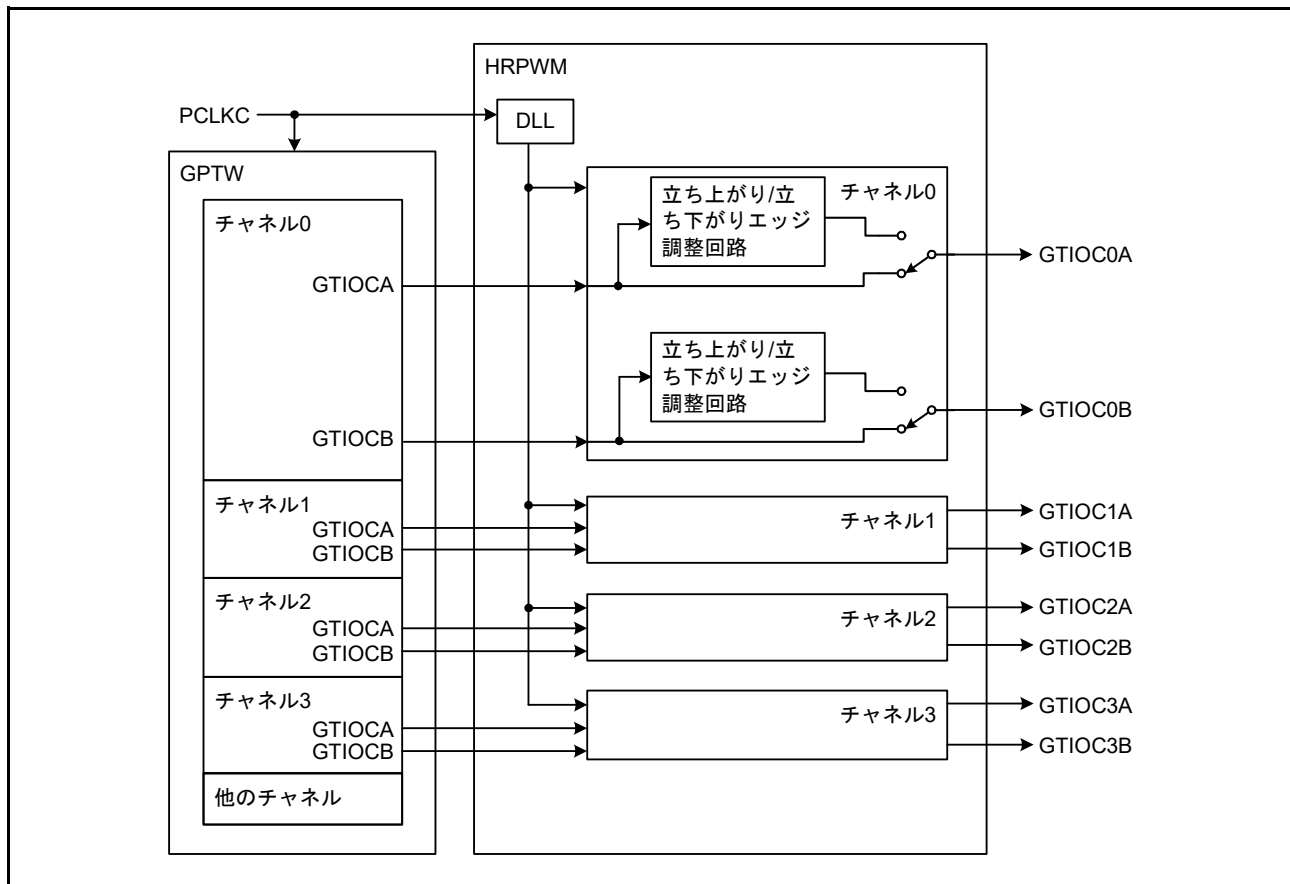 HRPWM
PCLKC
DLL
GPTW
チャネル0
GTIOCA
GTIOCB
チャネル1
GTIOCA
GTIOCB
チャネル2
GTIOCA
GTIOCB
チャネル3
GTIOCA
GTIOCB
他のチャネル
立ち上がり/立
ち下がりエッジ
調整回路
チャネル0
立ち上がり/立
ち下がりエッジ
調整回路
チャネル1
チャネル2
チャネル3
GTIOC0A
GTIOC0B
GTIOC1A
GTIOC1B
GTIOC2A
GTIOC2B
GTIOC3A
GTIOC3B